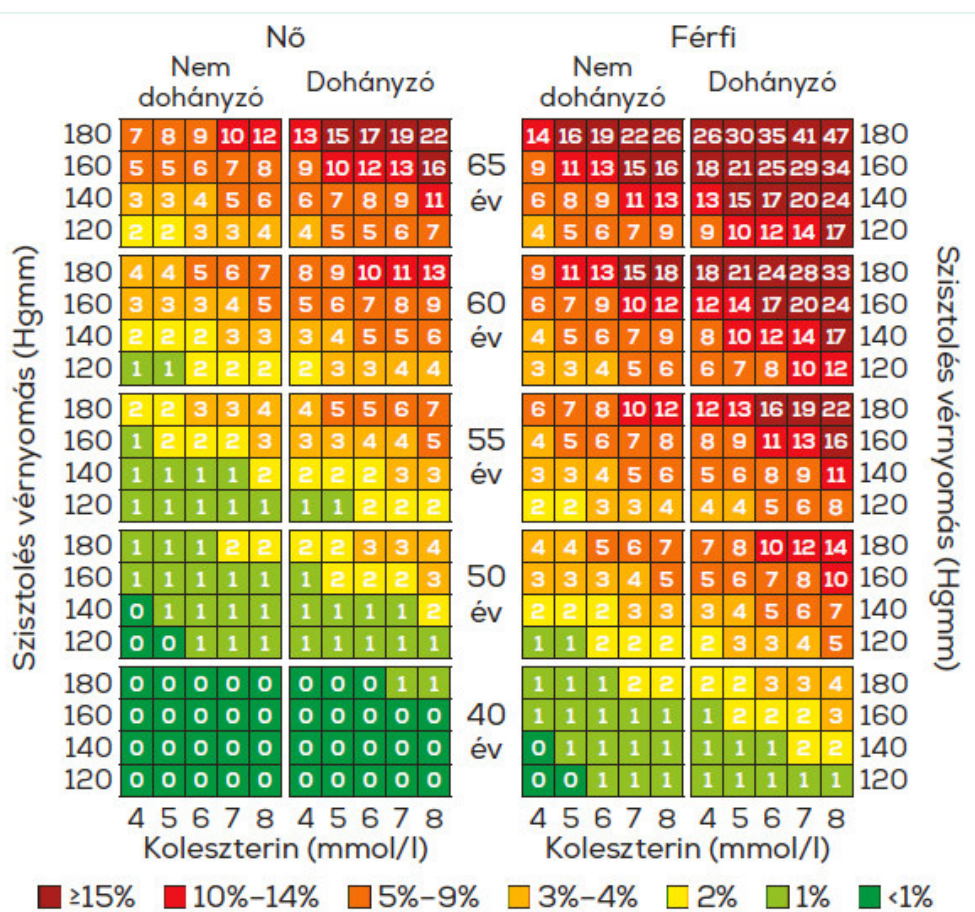 Nő Férfi
Nem dohányzó Dohányzó Nem dohányzó Dohányzó
Szisztolés vérnyomás (Hgmm)
Szisztolés vérnyomás (Hgmm)
180 7 8 9 10 12 13 15 17 19 22 14 16 19 22 26 26 30 35 41 47 180
160 5 5 6 7 8 9 10 12 13 16 65 9 11 13 15 16 18 21 25 29 34 160
140 3 3 4 5 6 6 7 8 9 11 év 6 8 9 11 13 13 15 17 20 24 140
120 2 2 3 3 4 4 5 5 6 7 4 5 6 7 9 9 10 12 14 17 120
180 4 4 5 6 7 8 9 10 11 13 9 11 13 15 18 18 21 24 28 33 180
160 3 3 3 4 5 5 6 7 8 9 60 6 7 9 10 12 12 14 17 20 24 160
140 2 2 2 3 3 3 4 5 5 6 év 4 5 6 7 9 8 10 12 14 17 140
120 1 1 2 2 2 2 3 3 4 4 3 3 4 5 6 6 7 8 10 12 120
180 2 2 3 3 4 4 5 5 6 7 6 7 8 10 12 12 13 16 19 22 180
160 1 2 2 2 3 3 3 4 4 5 55 4 5 6 7 8 8 9 11 13 16 160
140 1 1 1 1 2 2 2 2 3 3 év 3 3 4 5 6 5 6 8 9 11 140
120 1 1 1 1 1 1 1 2 2 2 2 2 3 3 4 4 4 5 6 8 120
180 1 1 1 2 2 2 2 3 3 4 4 4 5 6 7 7 8 10 12 14 180
160 1 1 1 1 1 1 2 2 2 3 50 3 3 3 4 5 5 6 7 8 10 160
140 0 1 1 1 1 1 1 1 1 2 év 2 2 2 3 3 3 4 5 6 7 140
120 0 0 1 1 1 1 1 1 1 1 1 1 2 2 2 2 3 3 4 5 120
180 0 0 0 0 0 0 0 0 1 1 1 1 1 2 2 2 2 3 3 4 180
160 0 0 0 0 0 0 0 0 0 0 40 1 1 1 1 1 1 2 2 2 3 160
140 0 0 0 0 0 0 0 0 0 0 év 0 1 1 1 1 1 1 1 2 2 140
120 0 0 0 0 0 0 0 0 0 0 0 0 1 1 1 1 1 1 1 1 120
4 5 6 7 8 4 5 6 7 8 4 5 6 7 8 4 5 6 7 8
Koleszterin (mmol/l) Koleszterin (mmol/l)
≥15% 10%–14% 5%–9% 3%–4% 2% 1% <1%